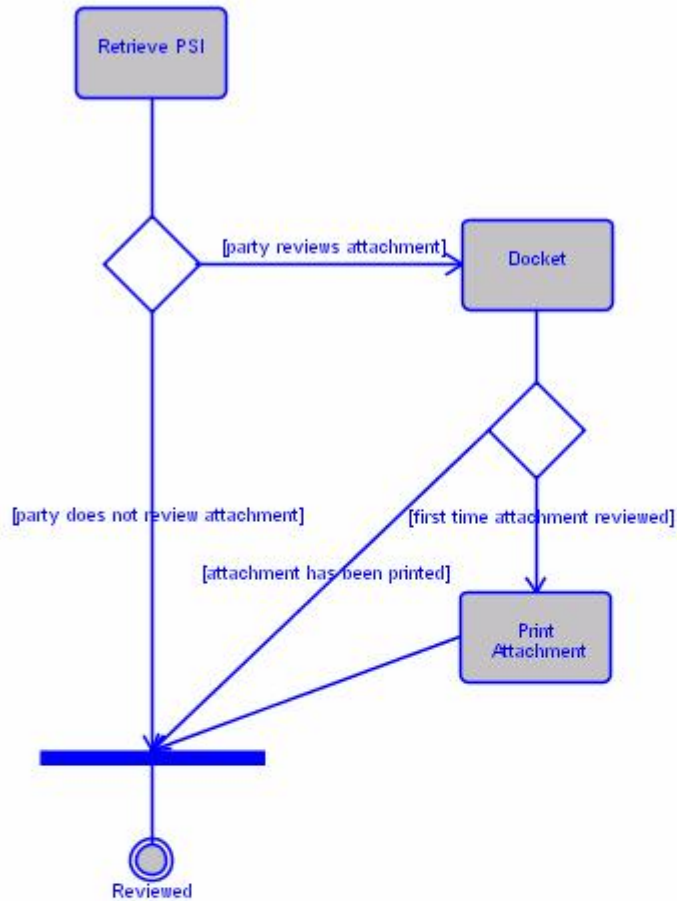 Retrieve PSI
[party reviews attachment]
Docket
[party does not review attachment]
[first time attachment reviewed]
[attachment has been printed]
Print
Attachment
Reviewed